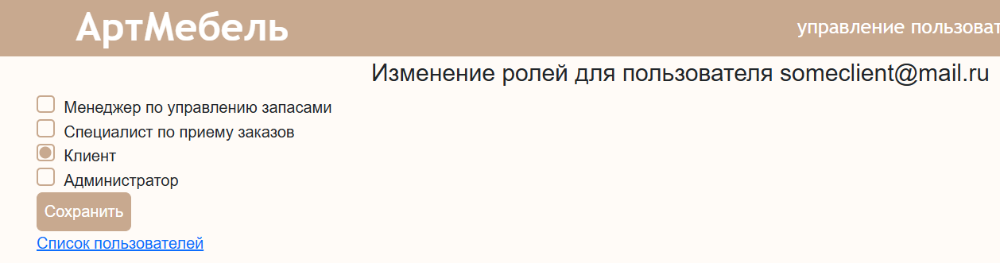 АртМебель
управление пользоват
Изменение ролей для пользователя someclient@mail.ru
Менеджер по управлению запасами
Специалист по приему заказов
Клиент
Администратор
Сохранить
Список пользователей